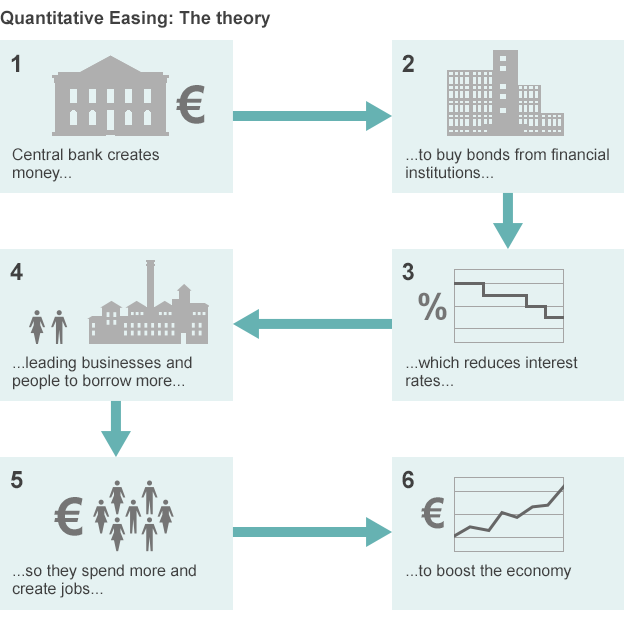 Quantitative Easing: The theory
1
€
Central bank creates
money...
2
...to buy bonds from financial
institutions...
3
%
...which reduces interest
rates...
4
...leading businesses and
people to borrow more...
5
€
...so they spend more and
create jobs...
6
€
...to boost the economy